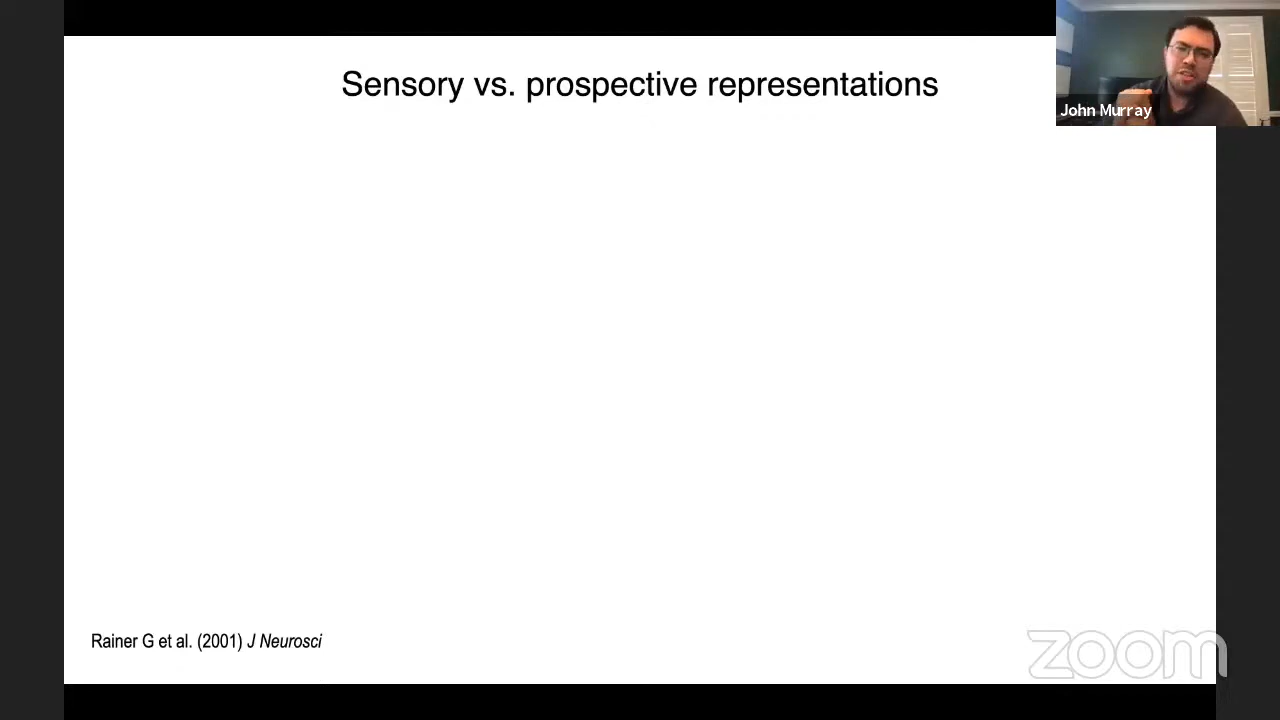 Sensory vs. prospective representations
John Murray
Rainer G et al. (2001) J Neurosci
zoom